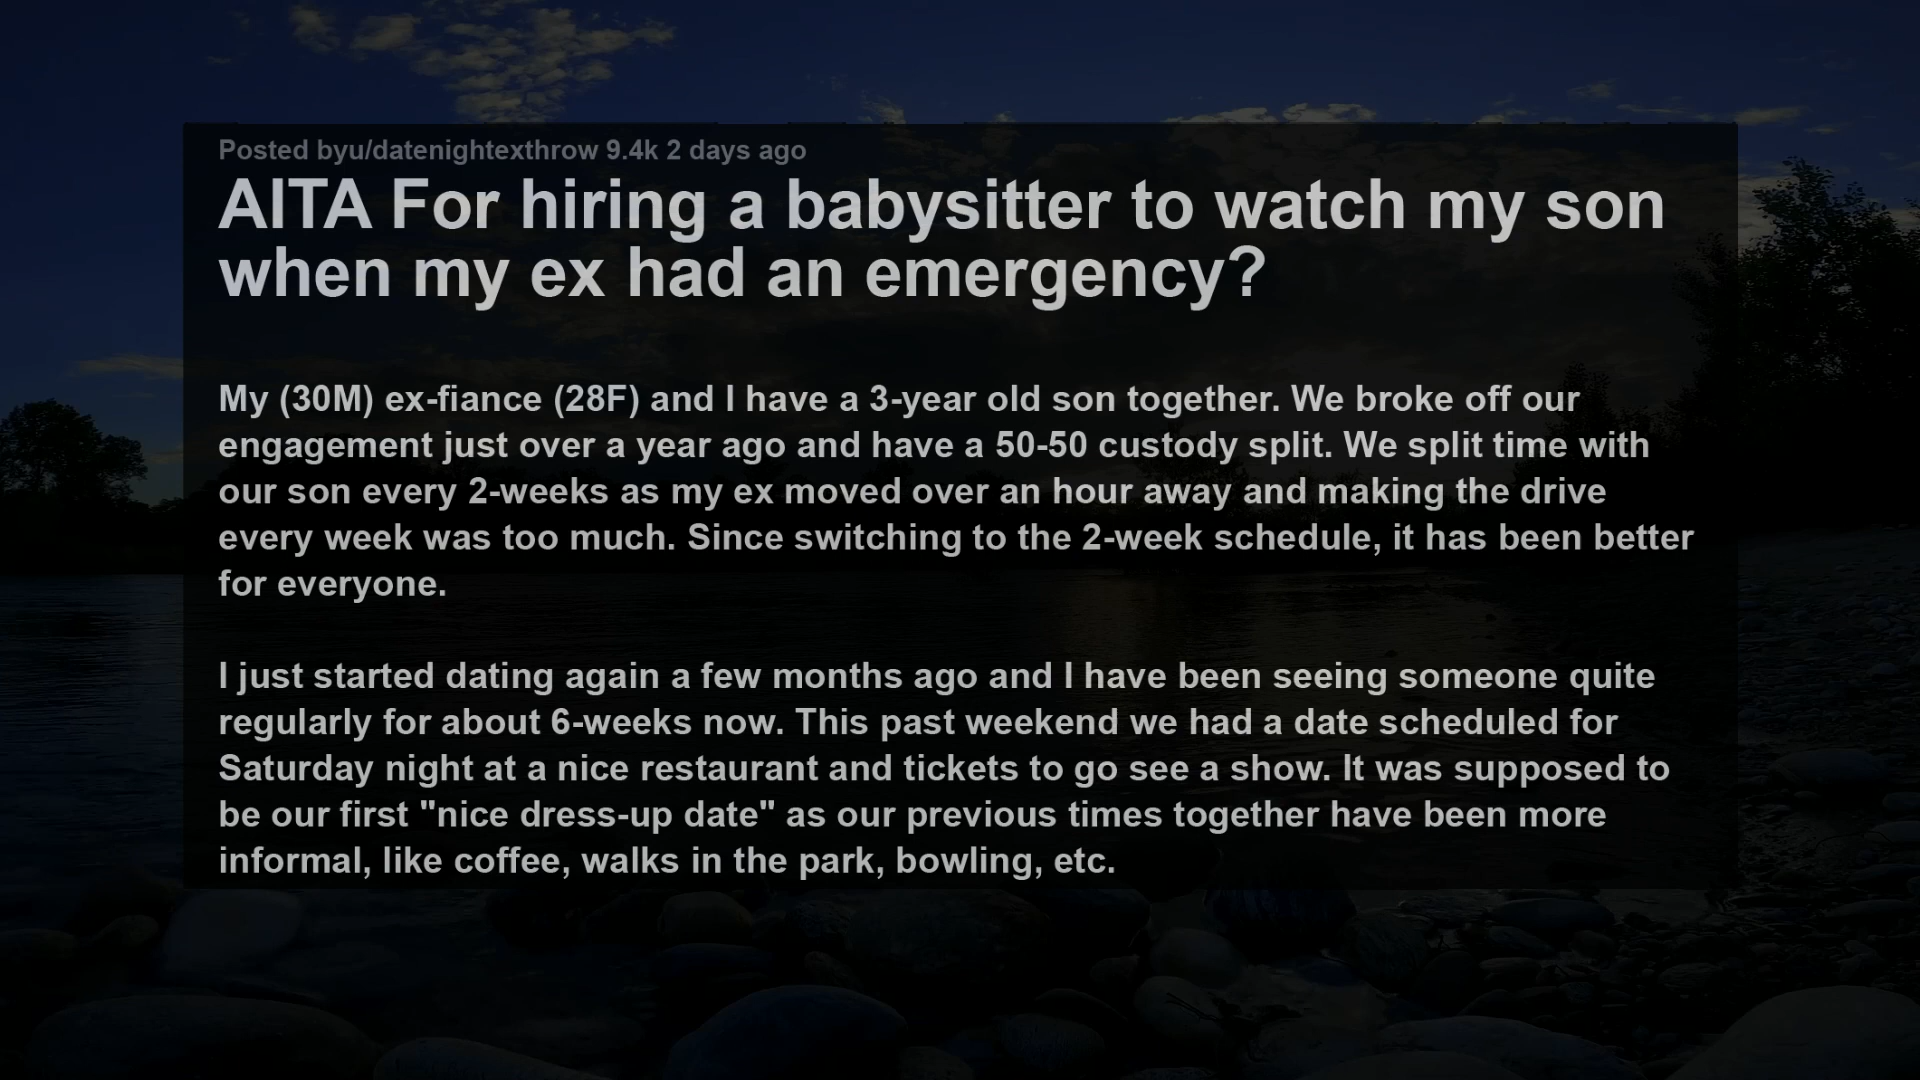 Posted byu/datenightexthrow 9.4k 2 days ago
AITA For hiring a babysitter to watch my son
when my ex had an emergency?
My (30M) ex-fiance (28F) and I have a 3-year old son together. We broke off our
engagement just over a year ago and have a 50-50 custody split. We split time with
our son every 2-weeks as my ex moved over an hour away and making the drive
every week was too much. Since switching to the 2-week schedule, it has been better
for everyone.
I just started dating again a few months ago and I have been seeing someone quite
regularly for about 6-weeks now. This past weekend we had a date scheduled for
Saturday night at a nice restaurant and tickets to go see a show. It was supposed to
be our first "nice dress-up date" as our previous times together have been more
informal, like coffee, walks in the park, bowling, etc.